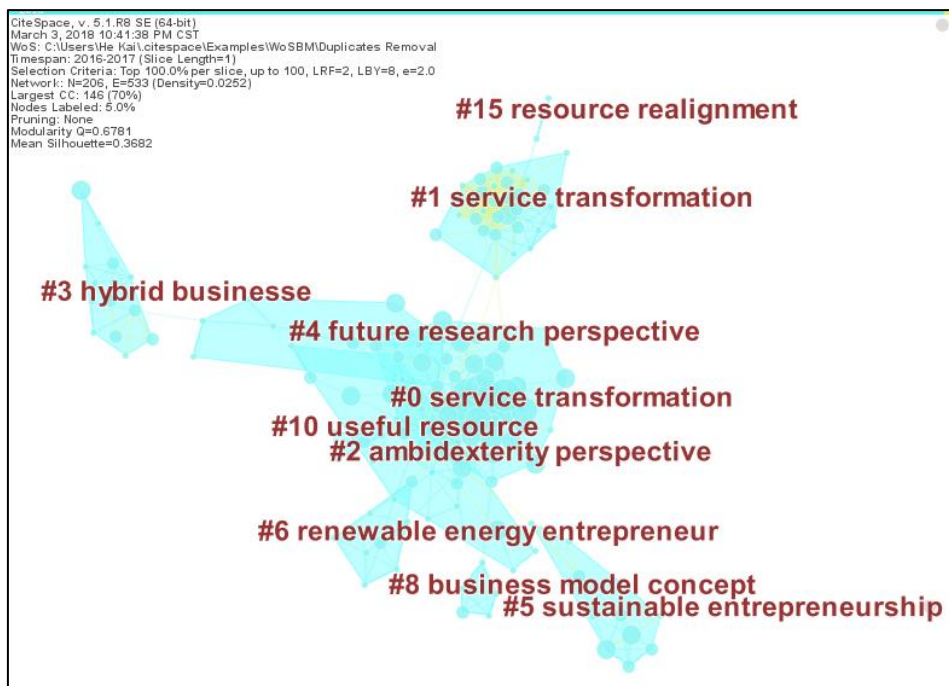 CiteSpace, v. 5.1.R8 SE (64-bit)
March 3, 2018 10:41:38 PM CST
WoS: C:\Users\He Kai\.citespace\Examples\WoSBM\Duplicates Removal
Timespan: 2016-2017 (Slice Length=1)
Selection Criteria: Top 100.0% per slice, up to 100, LRF=2, LBY=8, e=2.0
Network: N=206, E=533 (Density=0.0252)
Largest CC: 146 (70%)
Nodes Labeled: 5.0%
Pruning: None
Modularity Q=0.6781
Mean Silhouette=0.3682
#15 resource realignment
#1 service transformation
#3 hybrid businesse
#4 future research perspective
#0 service transformation
#10 useful resource
#2 ambidexterity perspective
#6 renewable energy entrepreneur
#8 business model concept
#5 sustainable entrepreneurship